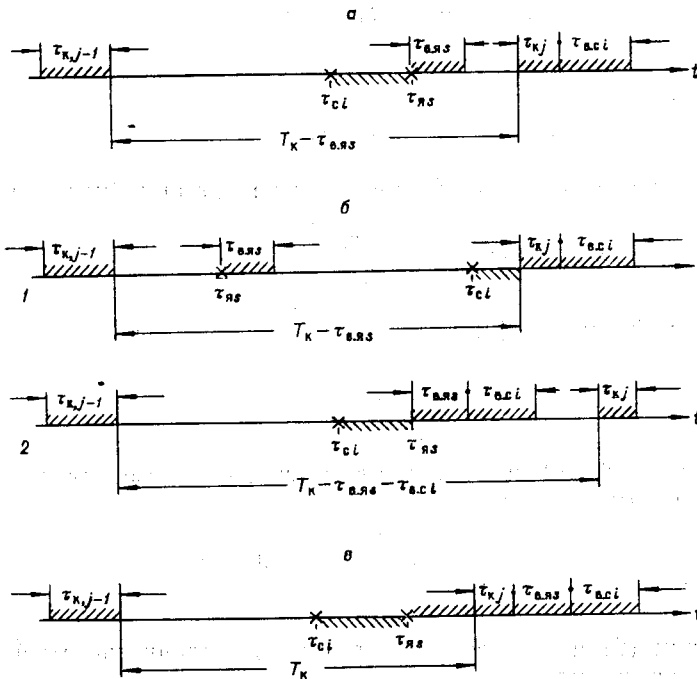 а
τк,j−1 τв.яs τкj τв.сi
τсi τяs t
Tк − τв.яs
б
τк,j−1 τв.яs τкj τв.сi
1 τяs τсi
Tк − τв.яs
τк,j−1 τв.яs τв.сi τкj
t
2 τсi τяs
Tк − τв.яs − τв.сi
в
τк,j−1 τкj τв.яs τв.сi
τсi τяs t
Tк